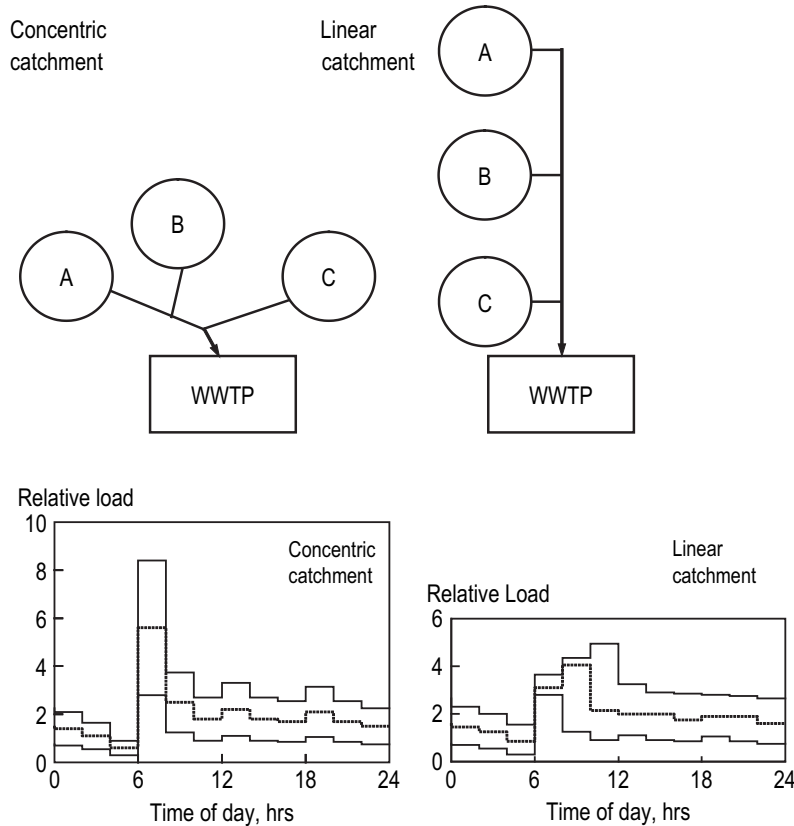 Concentric
catchment
A
B
C
WWTP
Linear
catchment
A
B
C
WWTP
Relative load
10
8
6
4
2
0
Concentric
catchment
0
6
12
18
24
Time of day, hrs
Relative Load
6
4
2
0
Linear
catchment
0
6
12
18
24
Time of day, hrs